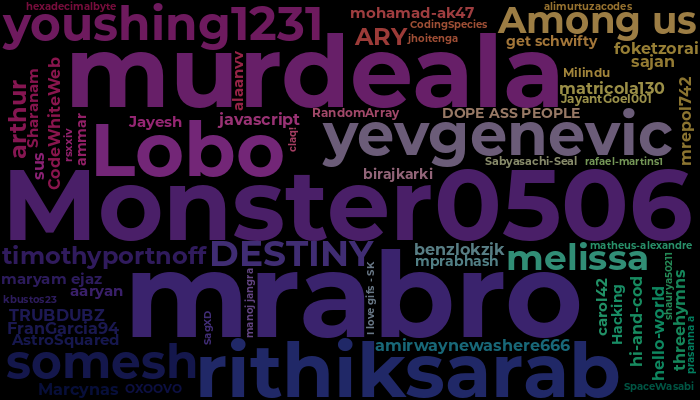 hexadecimalbyte
youshing1231
mohamad-ak47
CodingSpecies
alimurtuzacodes
Among us
ARY
jhoitenga
get schwifty
foketzorai
sajan
murdeala
alaanvv
Milindu
matricola130
JayantGoel001
mrepol742
arthur
Sharanam
sus
CodeWhiteWeb
rsxxiv
ammar
Jayesh
javascript
RandomArray
DOPE ASS PEOPLE
claq!
Lobo
yevgenevic
Sabyasachi-Seal
rafael-martins1
birajkarki
Monster0506
timothyportnoff
DESTINY
benzlokzik
mprabhash
melissa
matheus-alexandre
maryam ejaz
aaryan
kbustos23
mrabro
manoj jangra
SagXD
I love gifs - SK
TRUBDUBZ
FranGarcia94
AstroSquared
carol42
Hacking
hi-and-cod
hello-world
shaurya50211
threehymns
prasanna a
somesh
rithiksarab
amirwaynewashere666
Marcynas
OXOOVO
SpaceWasabi